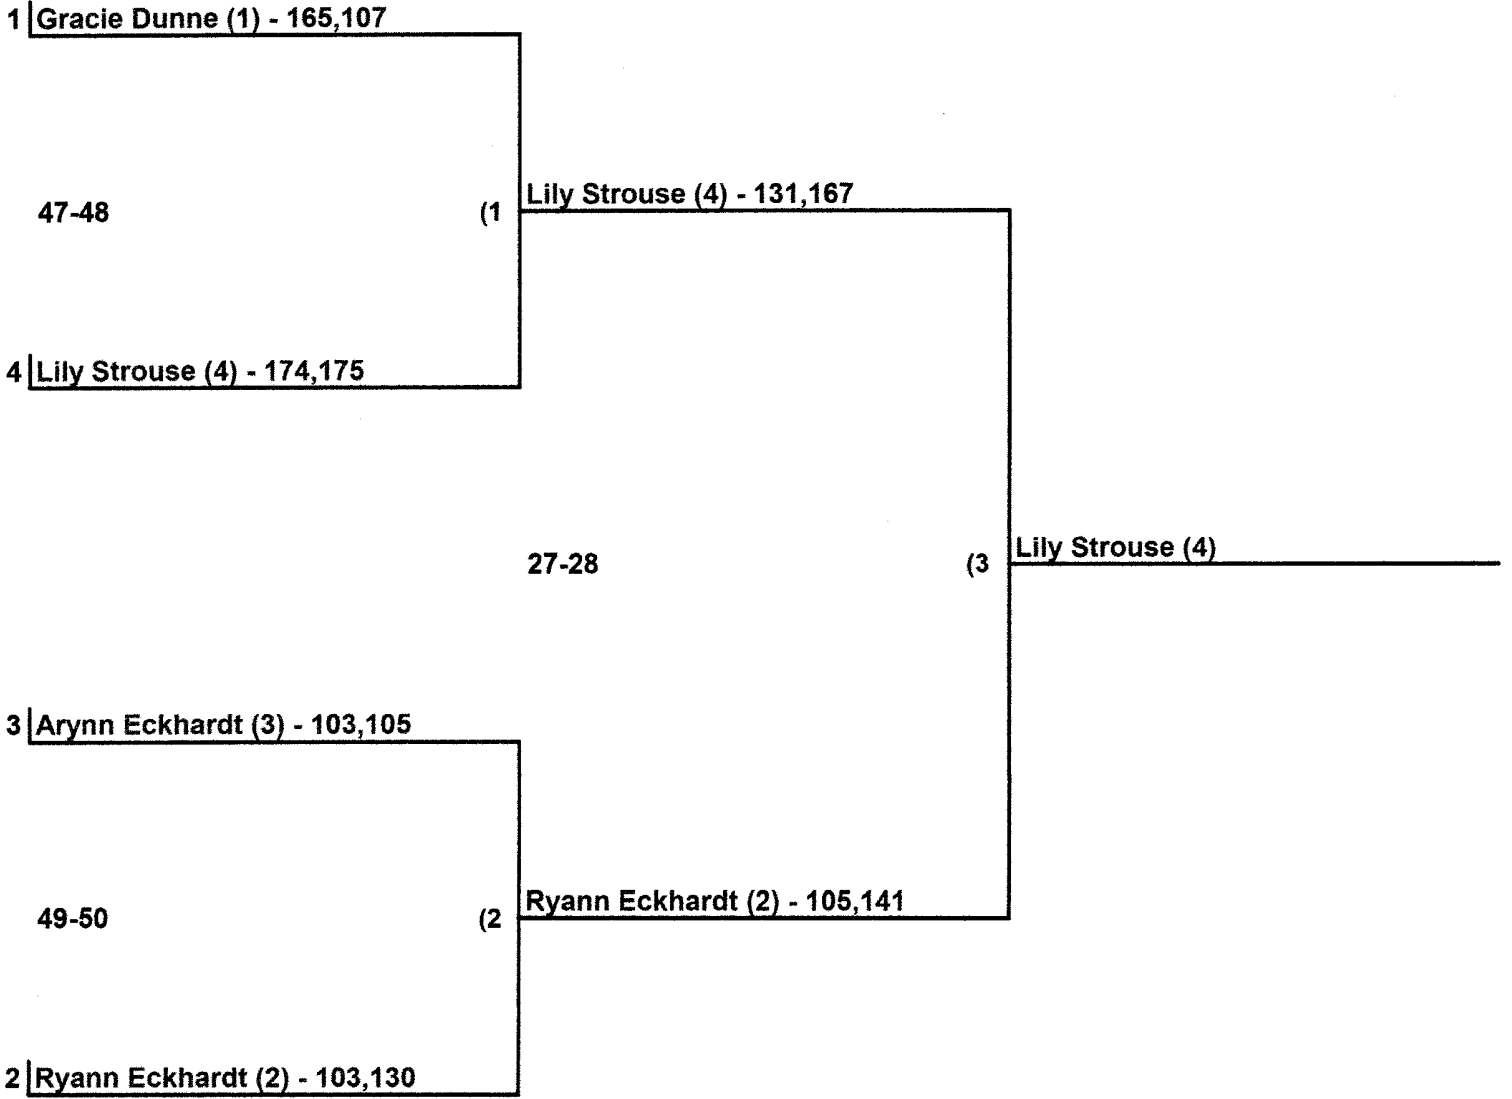 1 Gracie Dunne (1) - 165,107
Lily Strouse (4) - 131,167
47-48 (1
4 Lily Strouse (4) - 174,175
Lily Strouse (4)
27-28 (3
3 Arynn Eckhardt (3) - 103,105
Ryann Eckhardt (2) - 105,141
49-50 (2
2 Ryann Eckhardt (2) - 103,130